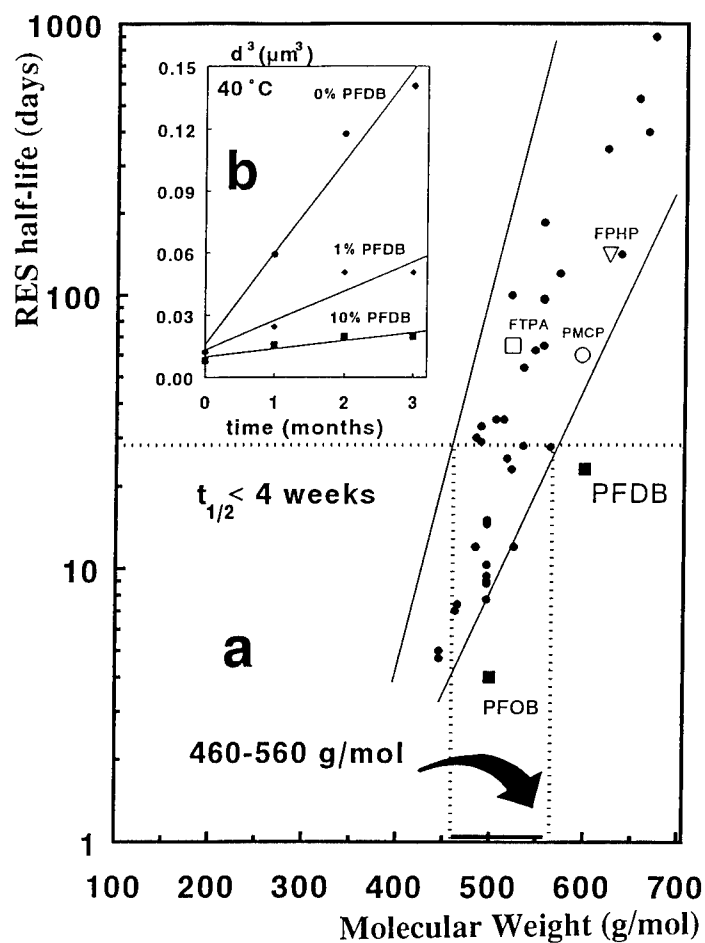 1000
100
10
1
RES half-life (days)
d³(μm³)
0.15
0.12
0.09
0.06
0.03
0.00
40°C
b
0% PFDB
1% PFDB
10% PFDB
0 1 2 3
time (months)
FPHP
FTPA
PMCP
t1/2< 4 weeks
PFDB
a
PFOB
460-560 g/mol
100 200 300 400 500 600 700
Molecular Weight (g/mol)